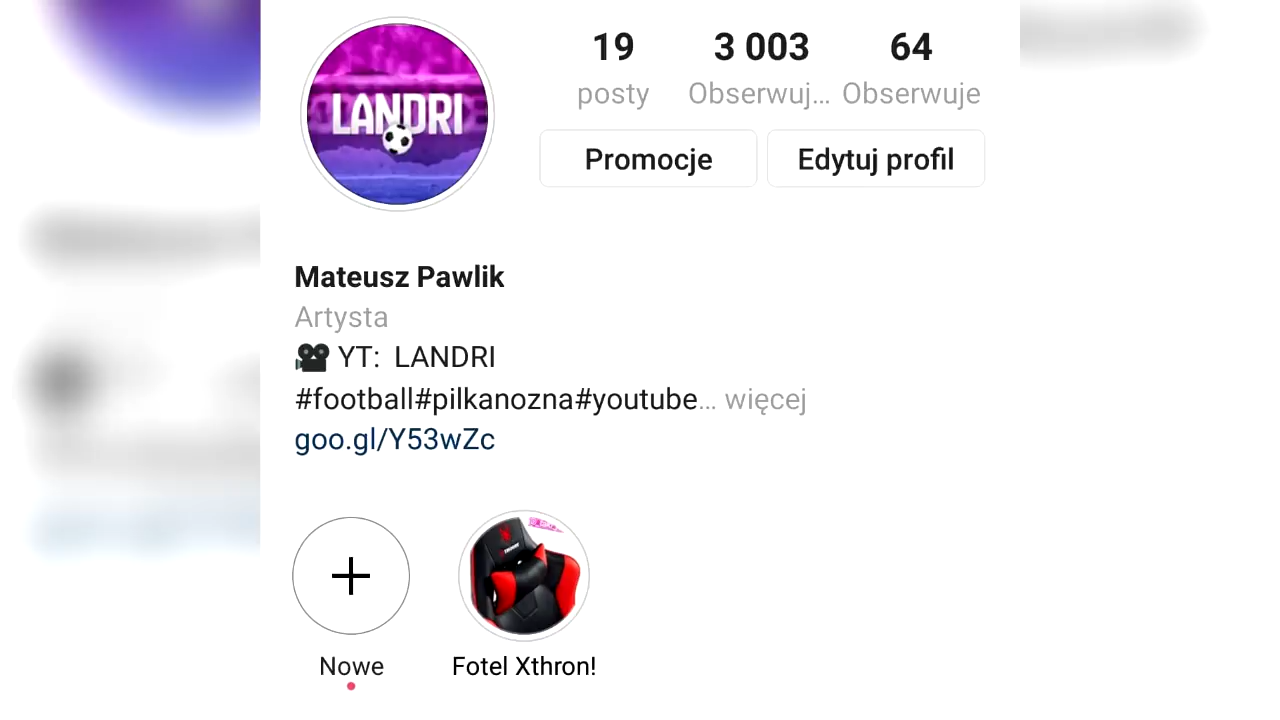 LANDRI
19 3 003 64
posty Obserwuj... Obserwuje
Promocje Edytuj profil
Mateusz Pawlik
Artysta
🎥 YT: LANDRI
#football#pilkanozna#youtube... więcej
goo.gl/Y53wZc
Nowe Fotel Xthron!